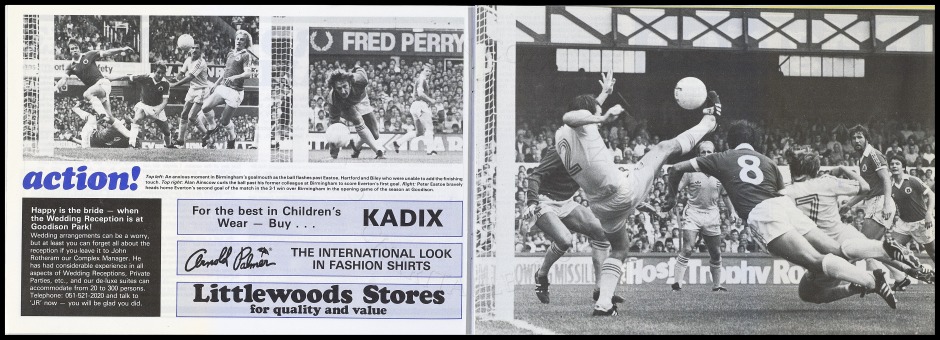 FRED PERRY
action!
Top left: An anxious moment in Birmingham's goalmouth as the ball flashes past Eastoe, Hartford and Biley who were unable to add the finishing
touch. Top right: Alan Ainscow curls the ball past his former colleagues at Birmingham to score Everton's first goal. Right: Peter Eastoe bravely
heads home Everton's second goal of the match in the 3-1 win over Birmingham in the opening game of the season at Goodison.
Happy is the bride — when
the Wedding Reception is at
Goodison Park!
Wedding arrangements can be a worry,
but at least you can forget all about the
reception if you leave it to John
Rotheram our Complex Manager. He
has had considerable experience in all
aspects of Wedding Receptions, Private
Parties, etc., and our de-luxe suites can
accommodate from 20 to 300 persons.
Telephone: 051-521-2020 and talk to
'JR' now — you will be glad you did.
For the best in Children's
Wear — Buy . . .
KADIX
Arnold Palmer
THE INTERNATIONAL LOOK
IN FASHION SHIRTS
Littlewoods Stores
for quality and value
8
2
MISSIL
Host Trophy Ro